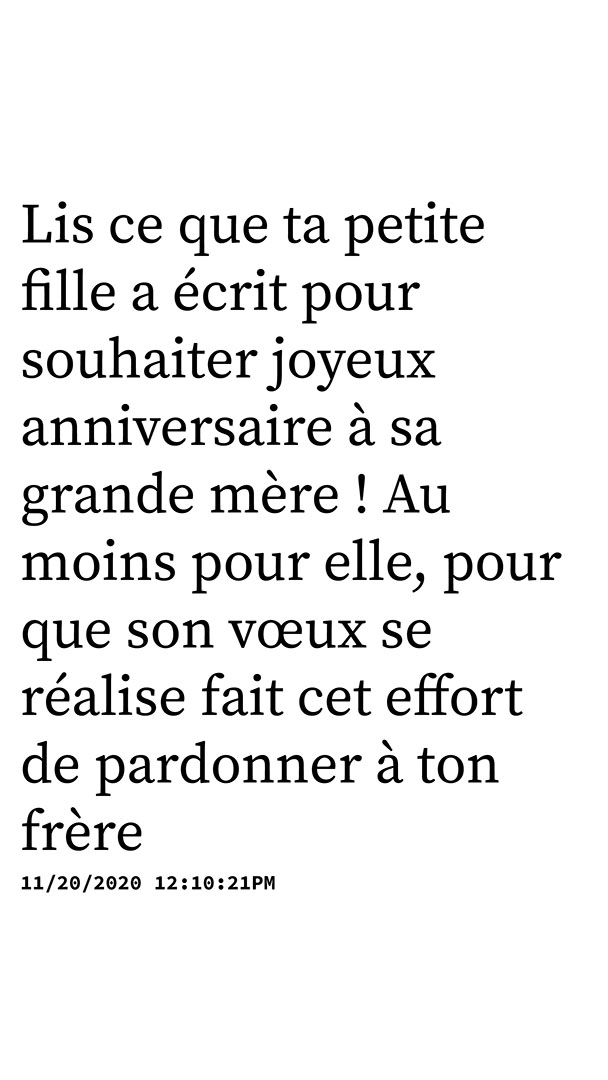 Lis ce que ta petite
fille a écrit pour
souhaiter joyeux
anniversaire à sa
grande mère ! Au
moins pour elle, pour
que son vœux se
réalise fait cet effort
de pardonner à ton
frère
11/20/2020 12:10:21PM